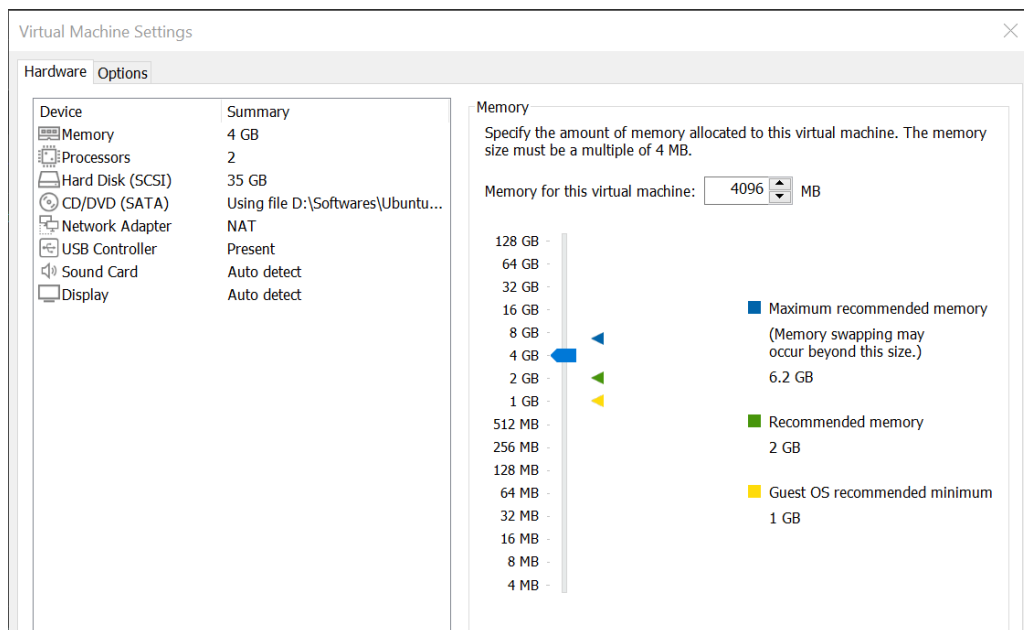 Virtual Machine Settings
Hardware Options
Device Summary
Memory 4 GB
Processors 2
Hard Disk (SCSI) 35 GB
CD/DVD (SATA) Using file D:\Softwares\Ubuntu...
Network Adapter NAT
USB Controller Present
Sound Card Auto detect
Display Auto detect
Memory
Specify the amount of memory allocated to this virtual machine. The memory
size must be a multiple of 4 MB.
Memory for this virtual machine: 4096 MB
128 GB
64 GB
32 GB
16 GB
8 GB
4 GB
2 GB
1 GB
512 MB
256 MB
128 MB
64 MB
32 MB
16 MB
8 MB
4 MB
Maximum recommended memory
(Memory swapping may
occur beyond this size.)
6.2 GB
Recommended memory
2 GB
Guest OS recommended minimum
1 GB